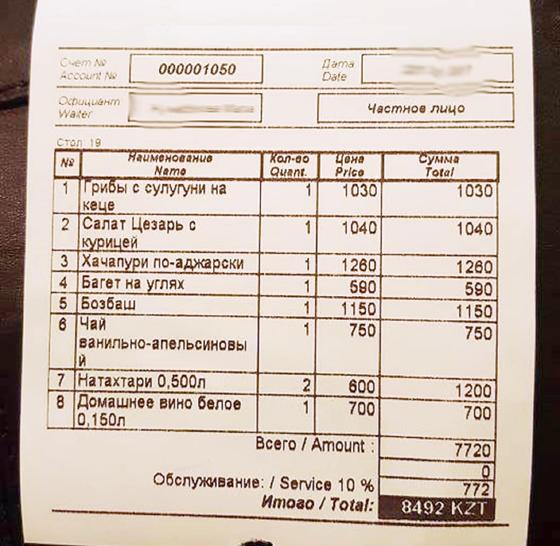 Счет № 000001050 Дата
Account № Date
Официант Частное лицо
Waiter
Стол: 19
№ Наименование Кол-во Цена Сумма
Name Quant. Price Total
1 Грибы с сулугуни на 1 1030 1030
кеце
2 Салат Цезарь с 1 1040 1040
курицей
3 Хачапури по-аджарски 1 1260 1260
4 Багет на углях 1 590 590
5 Бозбаш 1 1150 1150
6 Чай 1 750 750
ванильно-апельсиновы
й
7 Натахтари 0,500л 2 600 1200
8 Домашнее вино белое 1 700 700
0,150л
Всего / Amount : 7720
0
Обслуживание: / Service 10 % 772
Итого / Total: 8492 KZT